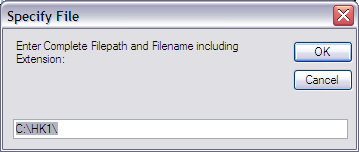 Specify File
Enter Complete Filepath and Filename including
Extension:
OK
Cancel
C:\HK1\